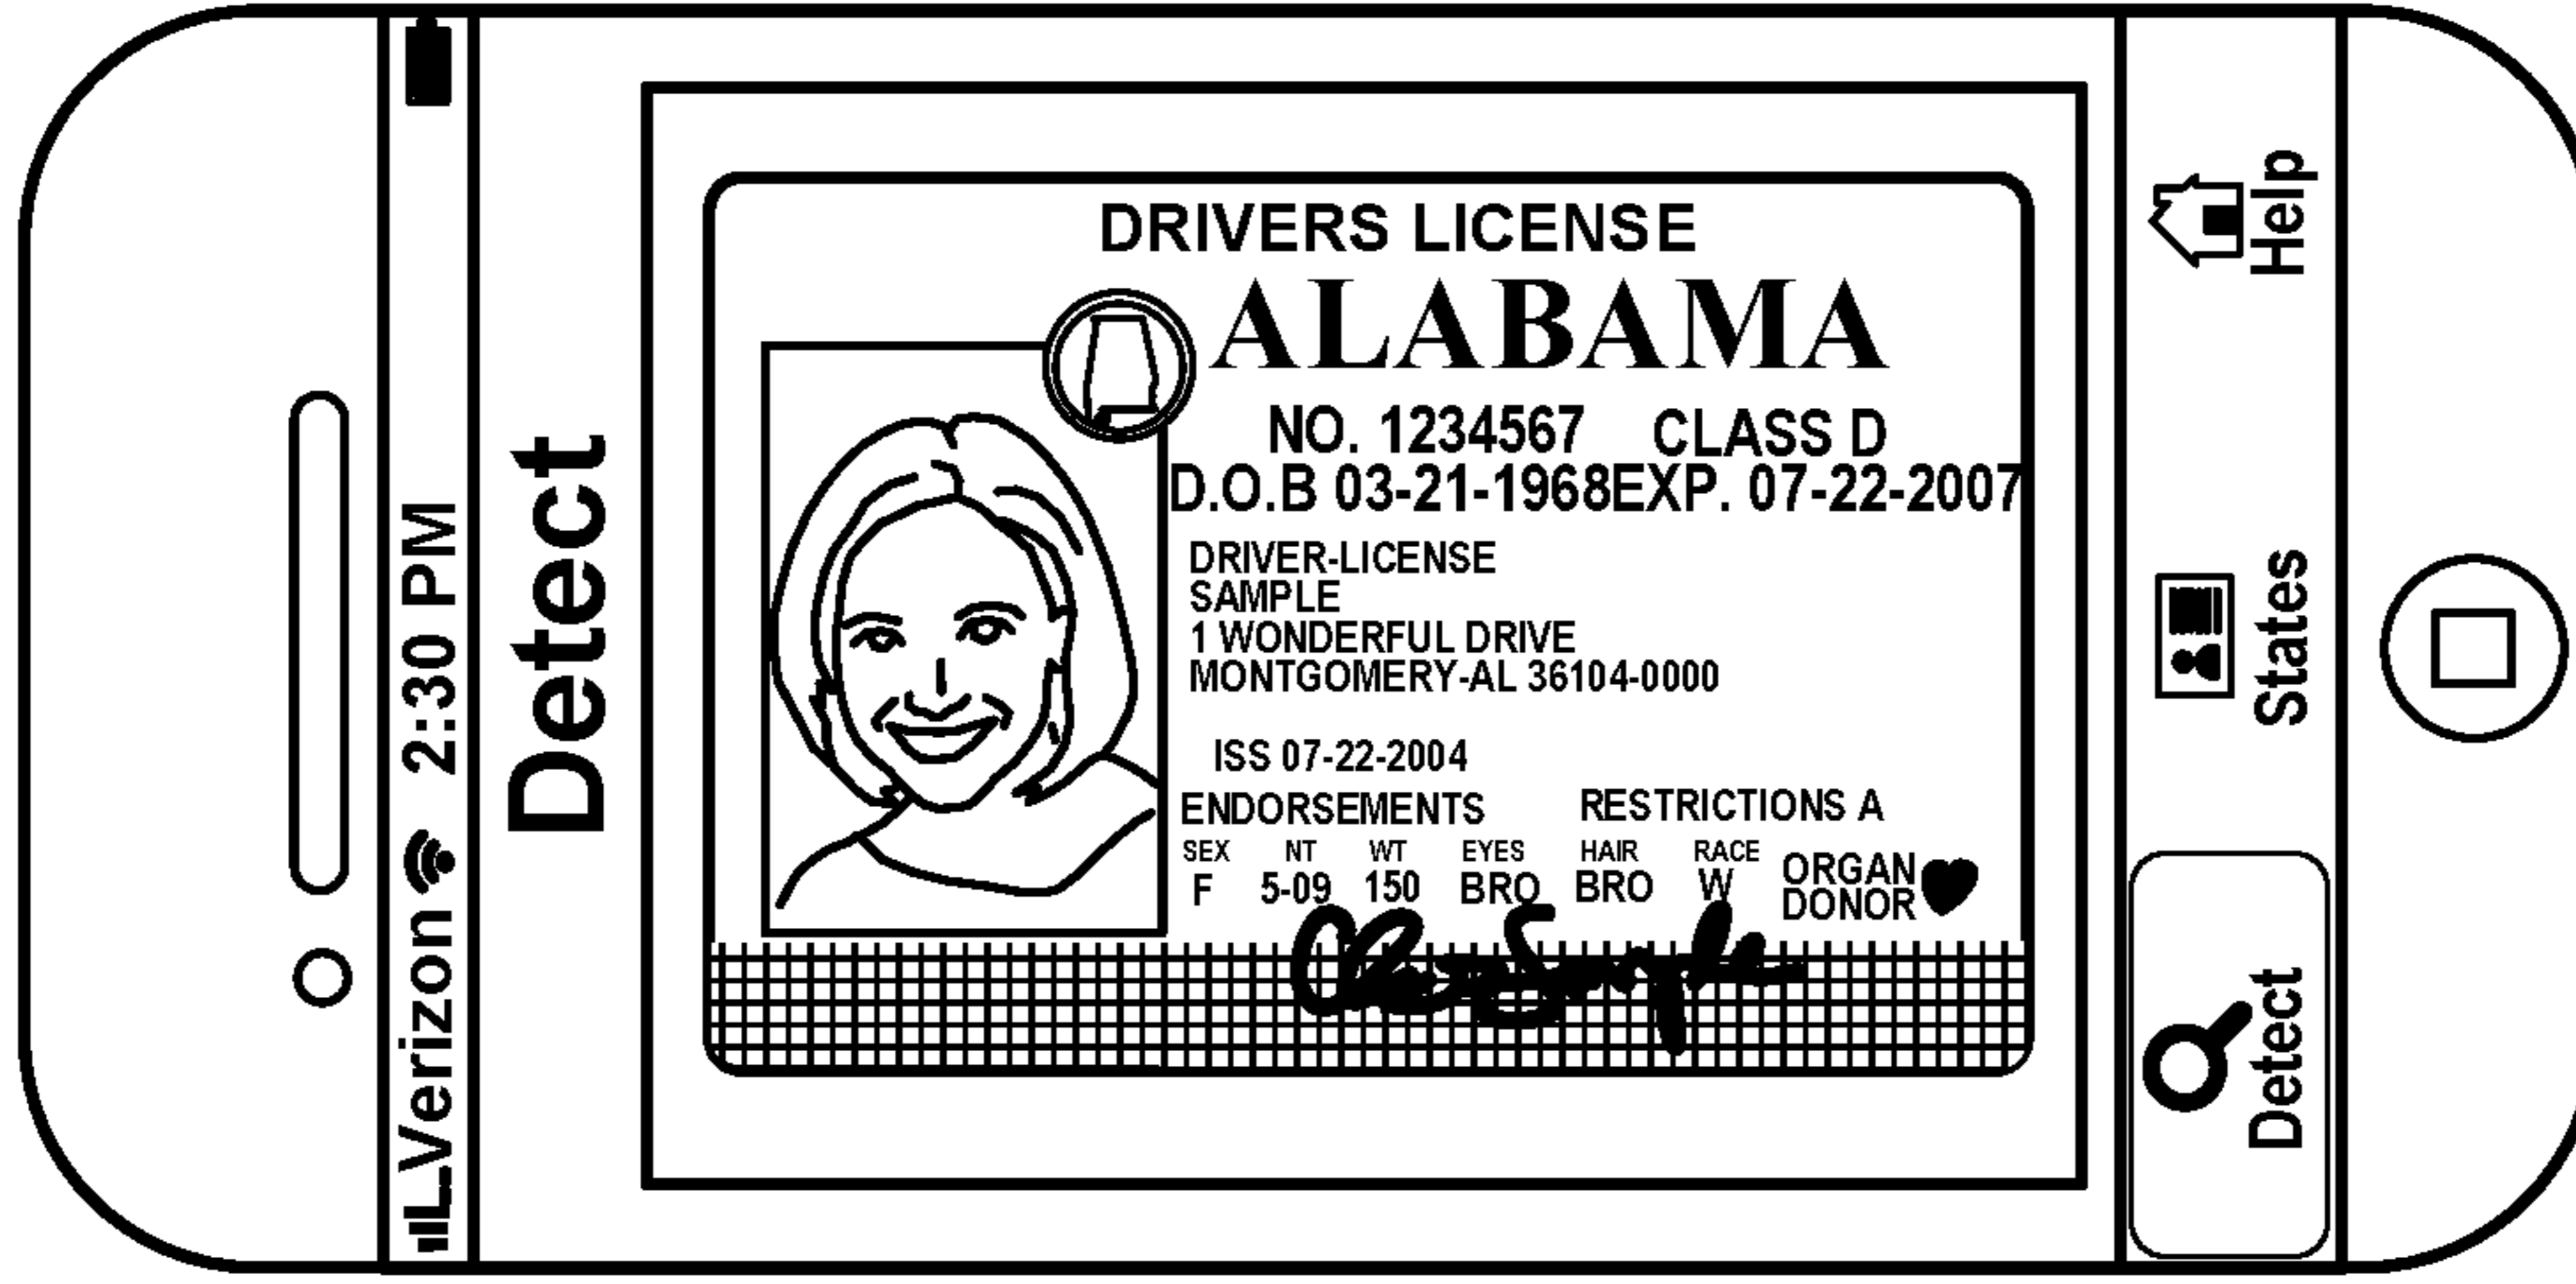 Verizon 2:30 PM
Detect
DRIVERS LICENSE
ALABAMA
NO. 1234567 CLASS D
D.O.B 03-21-1968EXP. 07-22-2007
DRIVER-LICENSE
SAMPLE
1 WONDERFUL DRIVE
MONTGOMERY-AL 36104-0000
ISS 07-22-2004
ENDORSEMENTS RESTRICTIONS A
SEX NT WT EYES HAIR RACE
F 5-09 150 BRO BRO W
ORGAN
DONOR
Detect
States
Help